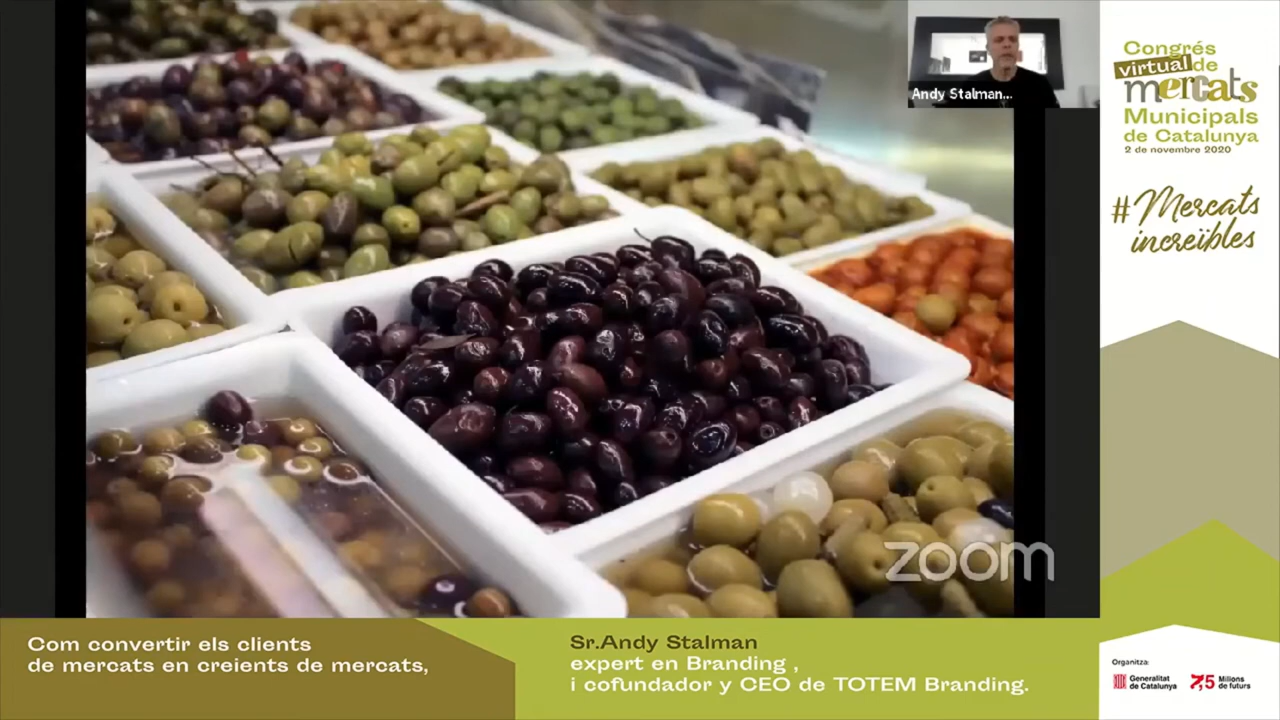 Andy Stalman...
Congrés
virtual de
mercats
Municipals
de Catalunya
2 de novembre 2020
#Mercats
increïbles
zoom
Com convertir els clients
de mercats en creients de mercats,
Sr.Andy Stalman
expert en Branding ,
i cofundador y CEO de TOTEM Branding.
Organitza:
Generalitat
de Catalunya
7,5 Milions
de futurs